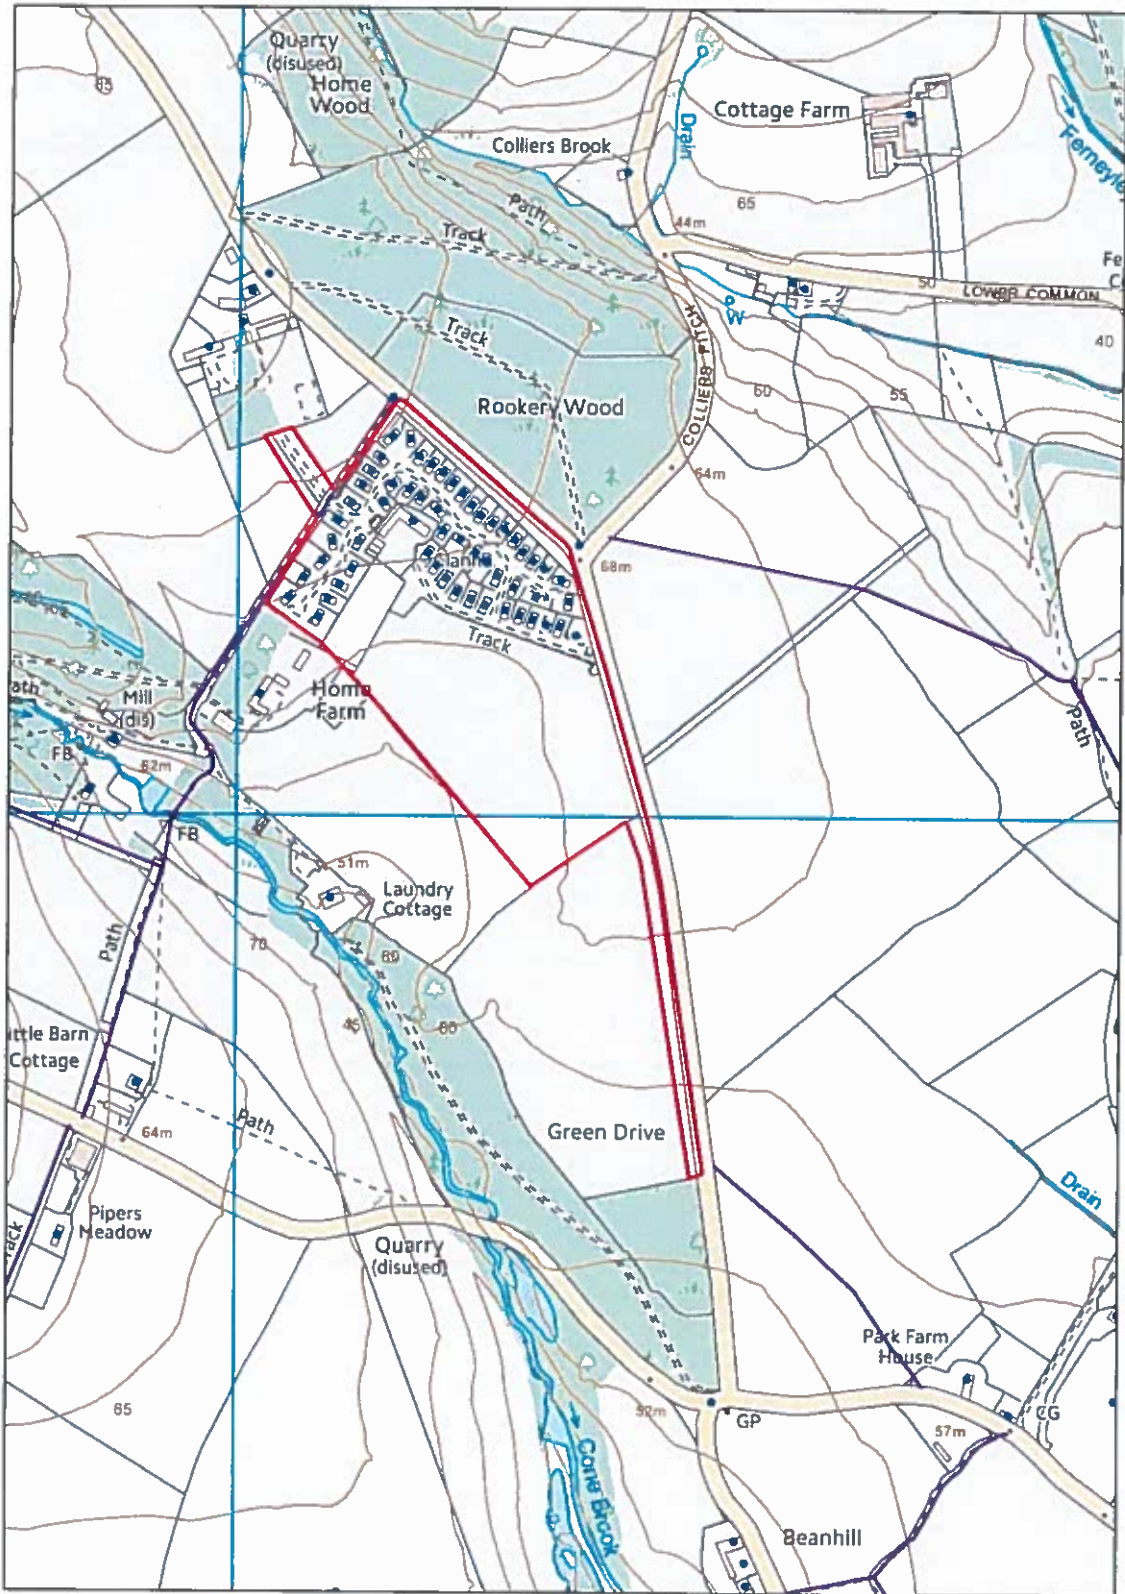 Quarry
(disused)
Home
Wood
85
Cottage Farm
Drain
Colliers Brook
Path
Track
65
44m
LOWER COMMON
50
40
W
COLLIERS PITCH
Track
Rookery Wood
60
55
64m
68m
Track
Home
Farm
Mill
(dis)
FB
62m
FB
Path
51m
Laundry
Cottage
70
60
45
60
Path
Cottage
Path
64m
Green Drive
Drain
Pipers
Meadow
Quarry
(disused)
Park Farm
House
65
52m
GP
57m
CG
Cone Brook
Beanhill